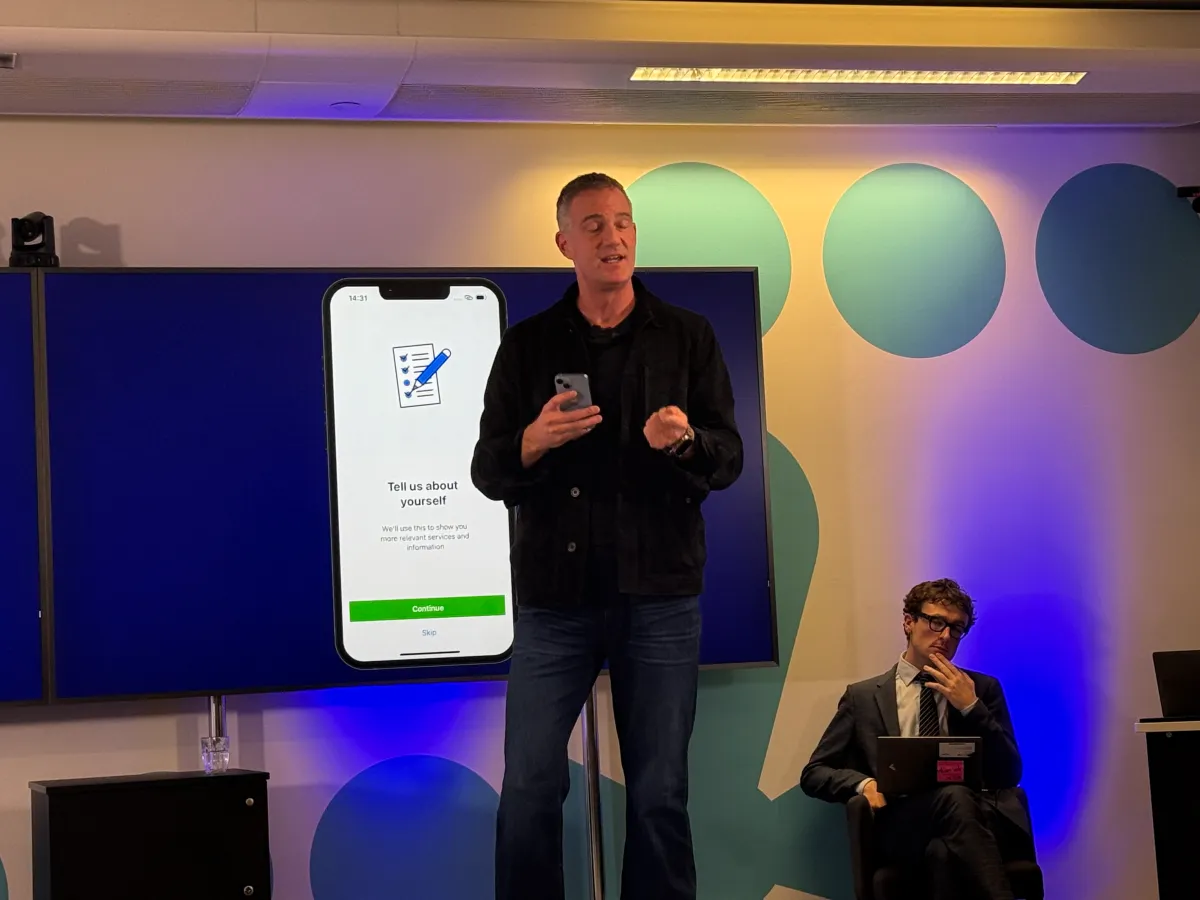 14:31
Tell us about
yourself
We'll use this to show you
more relevant services and
information
Continue
Skip